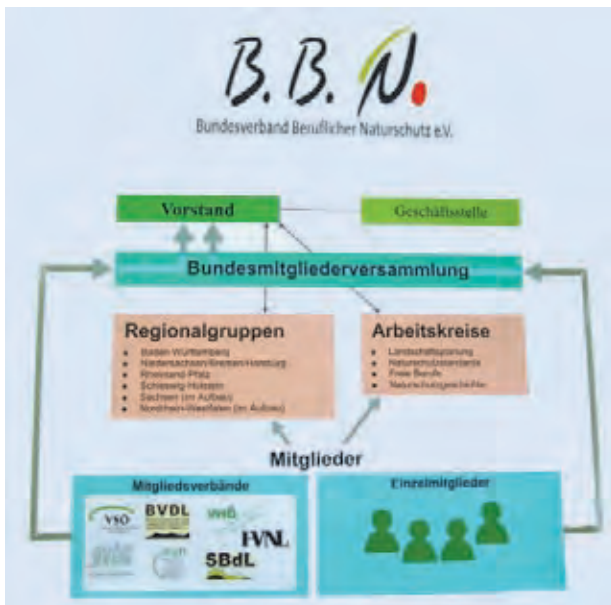 B. B. N.
Bundesverband Beruflicher Naturschutz e.V.
Vorstand
Geschäftsstelle
Bundesmitgliederversammlung
Regionalgruppen
Baden-Württemberg
Niedersachsen/Bremen/Hamburg
Rheinland-Pfalz
Schleswig-Holstein
Sachsen (im Aufbau)
Nordrhein-Westfalen (im Aufbau)
Arbeitskreise
Landschaftsplanung
Naturschutzstandards
Freie Berufe
Naturschutzgeschichte
Mitglieder
Mitgliedsverbände
VSÖ
BVDL
SBdL
Einzelmitglieder